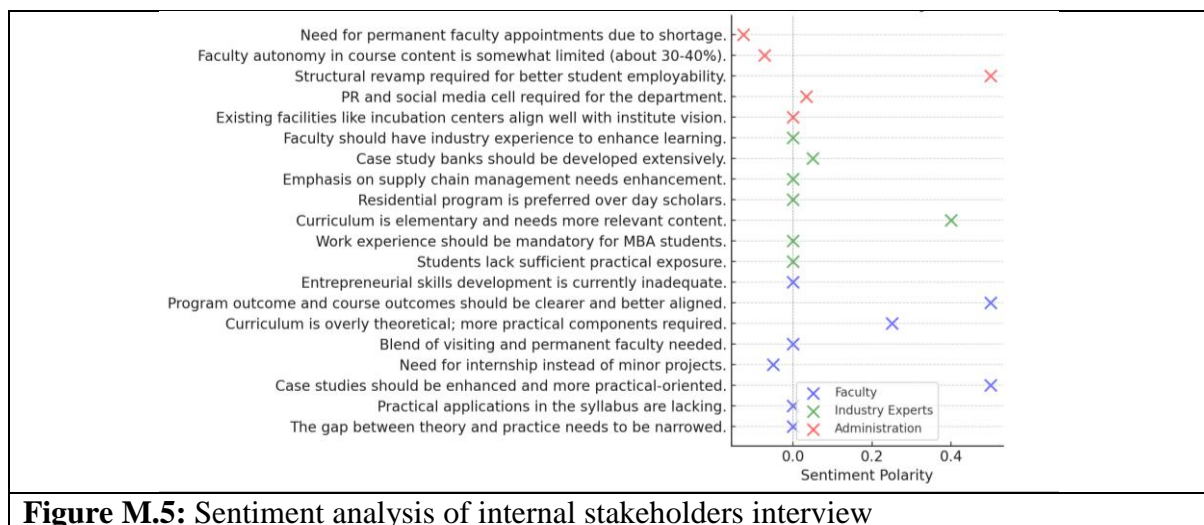 Need for permanent faculty appointments due to shortage.
Faculty autonomy in course content is somewhat limited (about 30-40%).
Structural revamp required for better student employability.
PR and social media cell required for the department.
Existing facilities like incubation centers align well with institute vision.
Faculty should have industry experience to enhance learning.
Case study banks should be developed extensively.
Emphasis on supply chain management needs enhancement.
Residential program is preferred over day scholars.
Curriculum is elementary and needs more relevant content.
Work experience should be mandatory for MBA students.
Students lack sufficient practical exposure.
Entrepreneurial skills development is currently inadequate.
Program outcome and course outcomes should be clearer and better aligned.
Curriculum is overly theoretical; more practical components required.
Blend of visiting and permanent faculty needed.
Need for internship instead of minor projects.
Case studies should be enhanced and more practical-oriented.
Practical applications in the syllabus are lacking.
The gap between theory and practice needs to be narrowed.
Faculty
Industry Experts
Administration
0.0 0.2 0.4
Sentiment Polarity
Figure M.5: Sentiment analysis of internal stakeholders interview